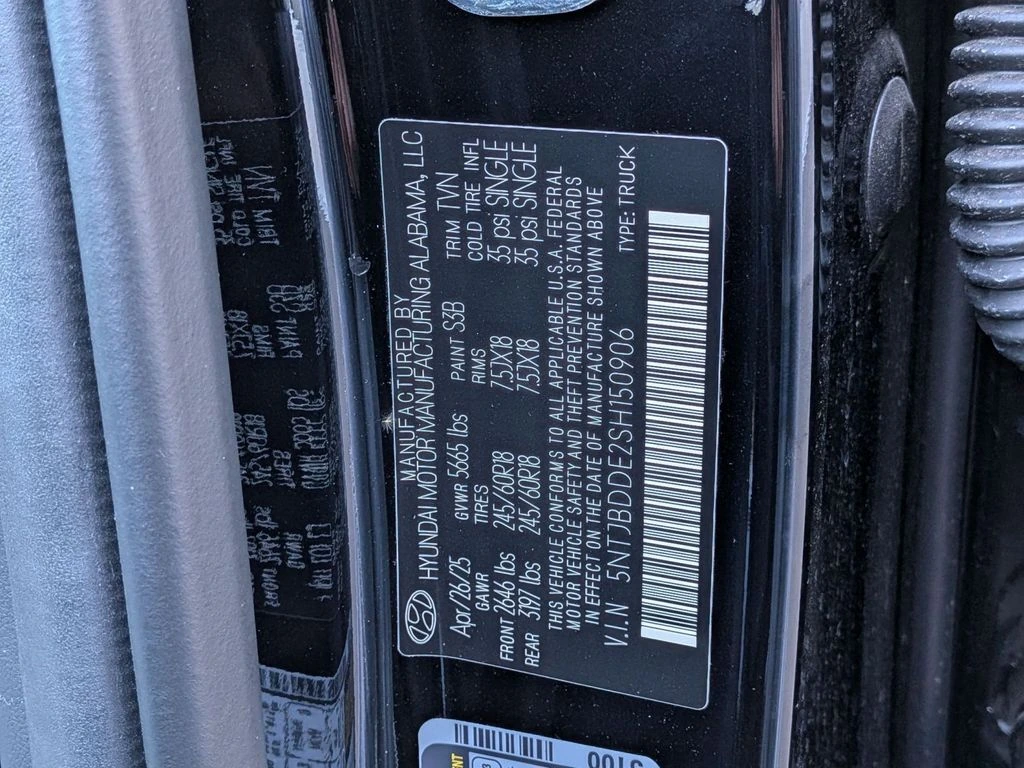 MANUFACTURED BY
HYUNDAI MOTOR MANUFACTURING ALABAMA, LLC
Apr/26/25 GVWR 5665 lbs PAINT S3B TRIM TVN
GAWR TIRES RIMS COLD TIRE INFL
FRONT 2646 lbs 245/60R18 7.5JX18 35 psi SINGLE
REAR 3197 lbs 245/60R18 7.5JX18 35 psi SINGLE
THIS VEHICLE CONFORMS TO ALL APPLICABLE U.S.A. FEDERAL
MOTOR VEHICLE SAFETY AND THEFT PREVENTION STANDARDS
IN EFFECT ON THE DATE OF MANUFACTURE SHOWN ABOVE
V.I.N 5NTJBDDE2SH150906 TYPE: TRUCK